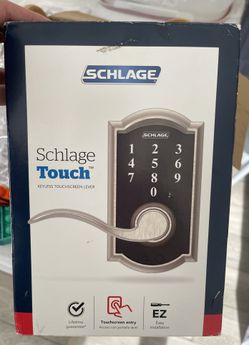 SCHLAGE
Schlage
Touch™
KEYLESS TOUCHSCREEN LEVER
SCHLAGE
1 2 3
4 5 6
7 8 9
0
Lifetime
guarantee*
Touchscreen entry
EZ
Easy
installation